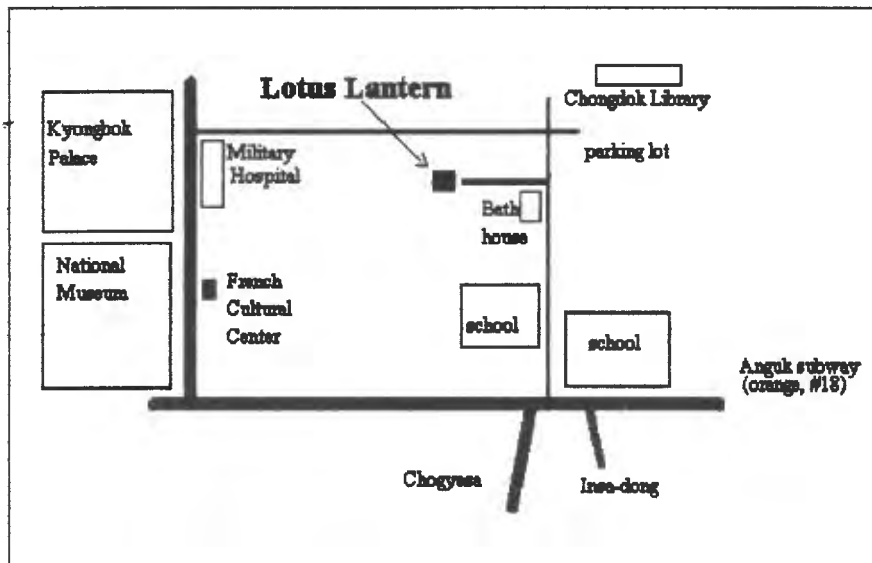 Lotus Lantern
Chongdok Library
Kyongbok
Palace
Military
Hospital
parking lot
Bath
house
National
Museum
French
Cultural
Center
school
school
Anguk subway
(orange, #18)
Chogyesa
Insa-dong